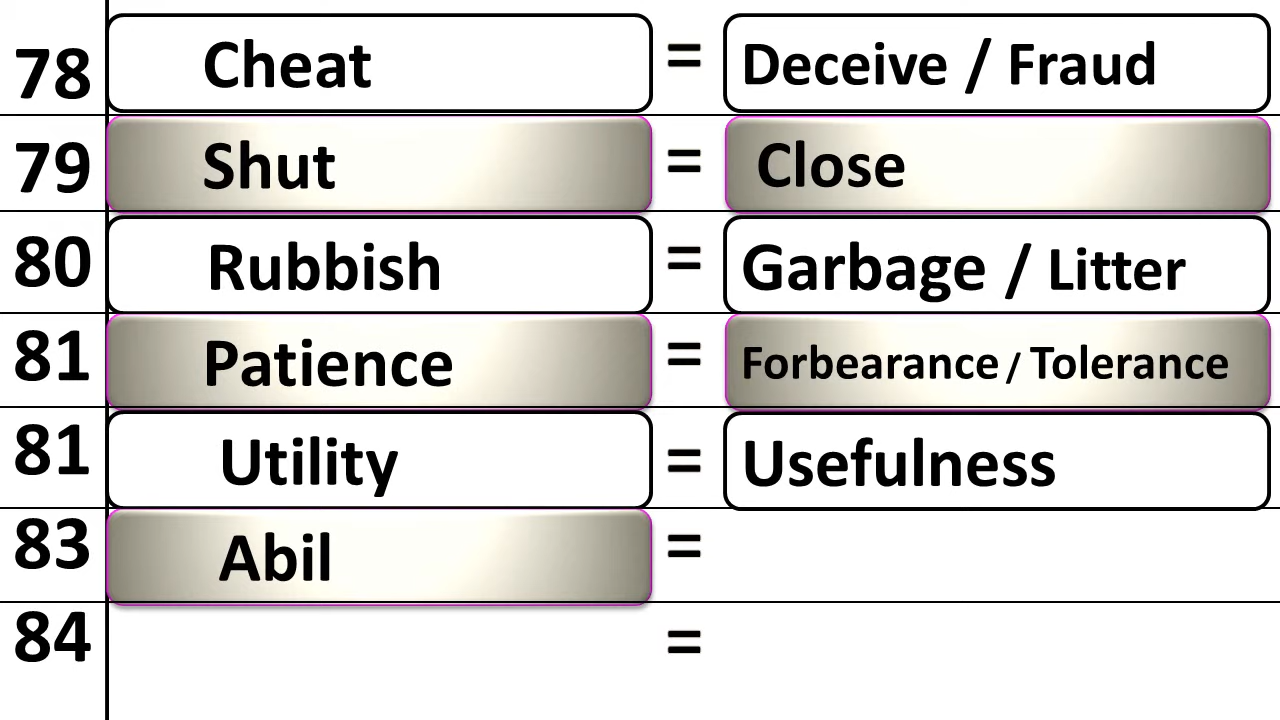 78 Cheat = Deceive / Fraud
79 Shut = Close
80 Rubbish = Garbage / Litter
81 Patience = Forbearance / Tolerance
81 Utility = Usefulness
83 Abil =
84 =